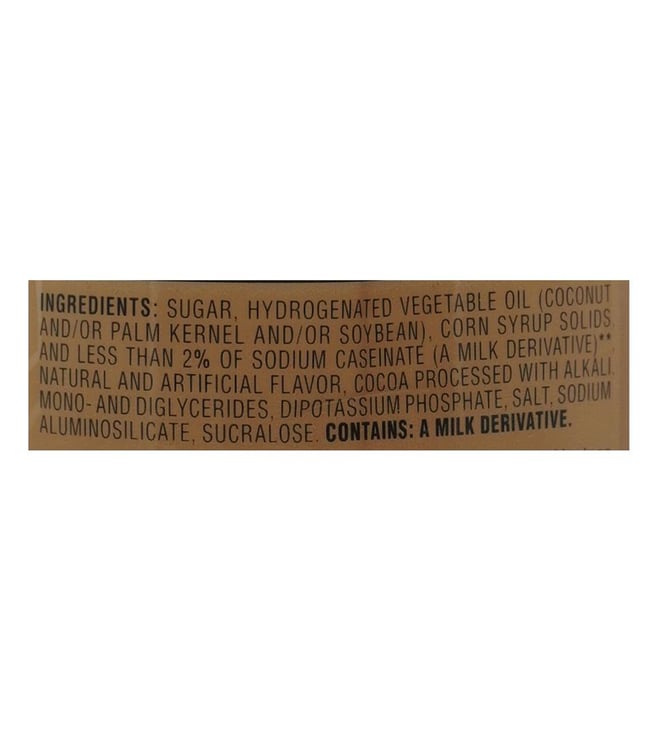 INGREDIENTS: SUGAR, HYDROGENATED VEGETABLE OIL (COCONUT
AND/OR PALM KERNEL AND/OR SOYBEAN), CORN SYRUP SOLIDS,
AND LESS THAN 2% OF SODIUM CASEINATE (A MILK DERIVATIVE)**,
NATURAL AND ARTIFICIAL FLAVOR, COCOA PROCESSED WITH ALKALI,
MONO- AND DIGLYCERIDES, DIPOTASSIUM PHOSPHATE, SALT, SODIUM
ALUMINOSILICATE, SUCRALOSE. CONTAINS: A MILK DERIVATIVE.